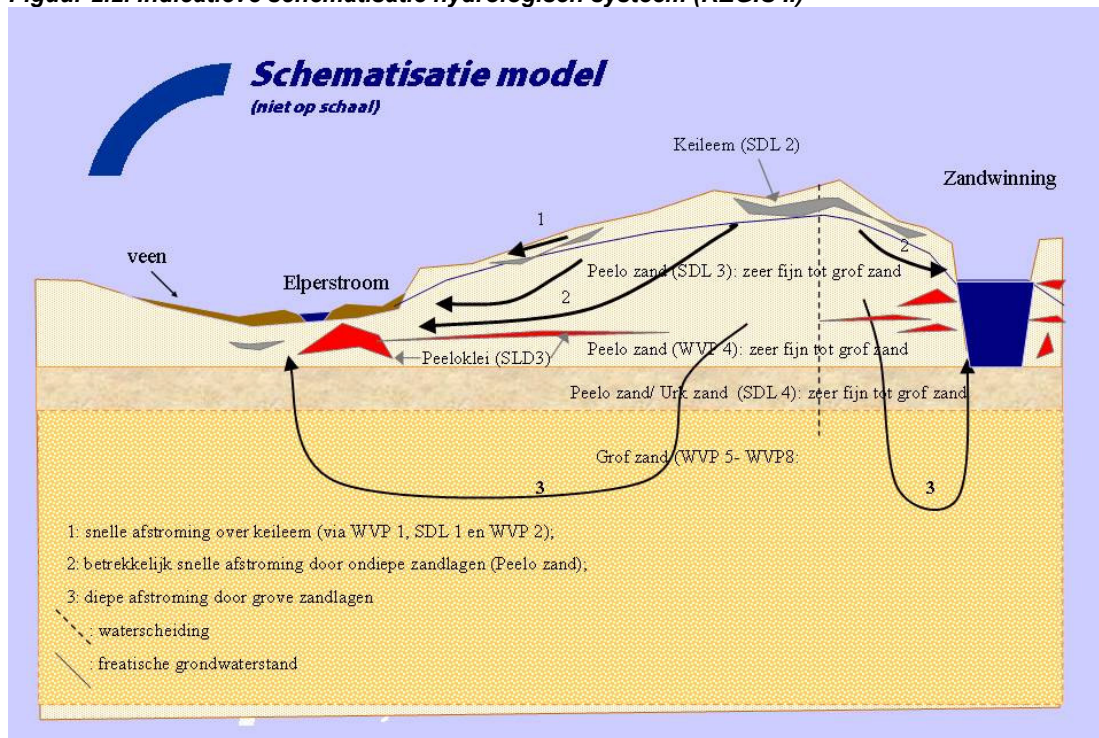 Schematisatie model
(niet op schaal)
Keileem (SDL 2)
Zandwinning
1
2
veen
Elperstroom
Peelo zand (SDL 3): zeer fijn tot grof zand
2
Peeloklei (SLD3)
Peelo zand (WVP 4): zeer fijn tot grof zand
Peelo zand/ Urk zand (SDL 4): zeer fijn tot grof zand
Grof zand (WVP 5- WVP8:
3
3
1: snelle afstroming over keileem (via WVP 1, SDL 1 en WVP 2);
2: betrekkelijk snelle afstroming door ondiepe zandlagen (Peelo zand);
3: diepe afstroming door grove zandlagen
: waterscheiding
: freatische grondwaterstand